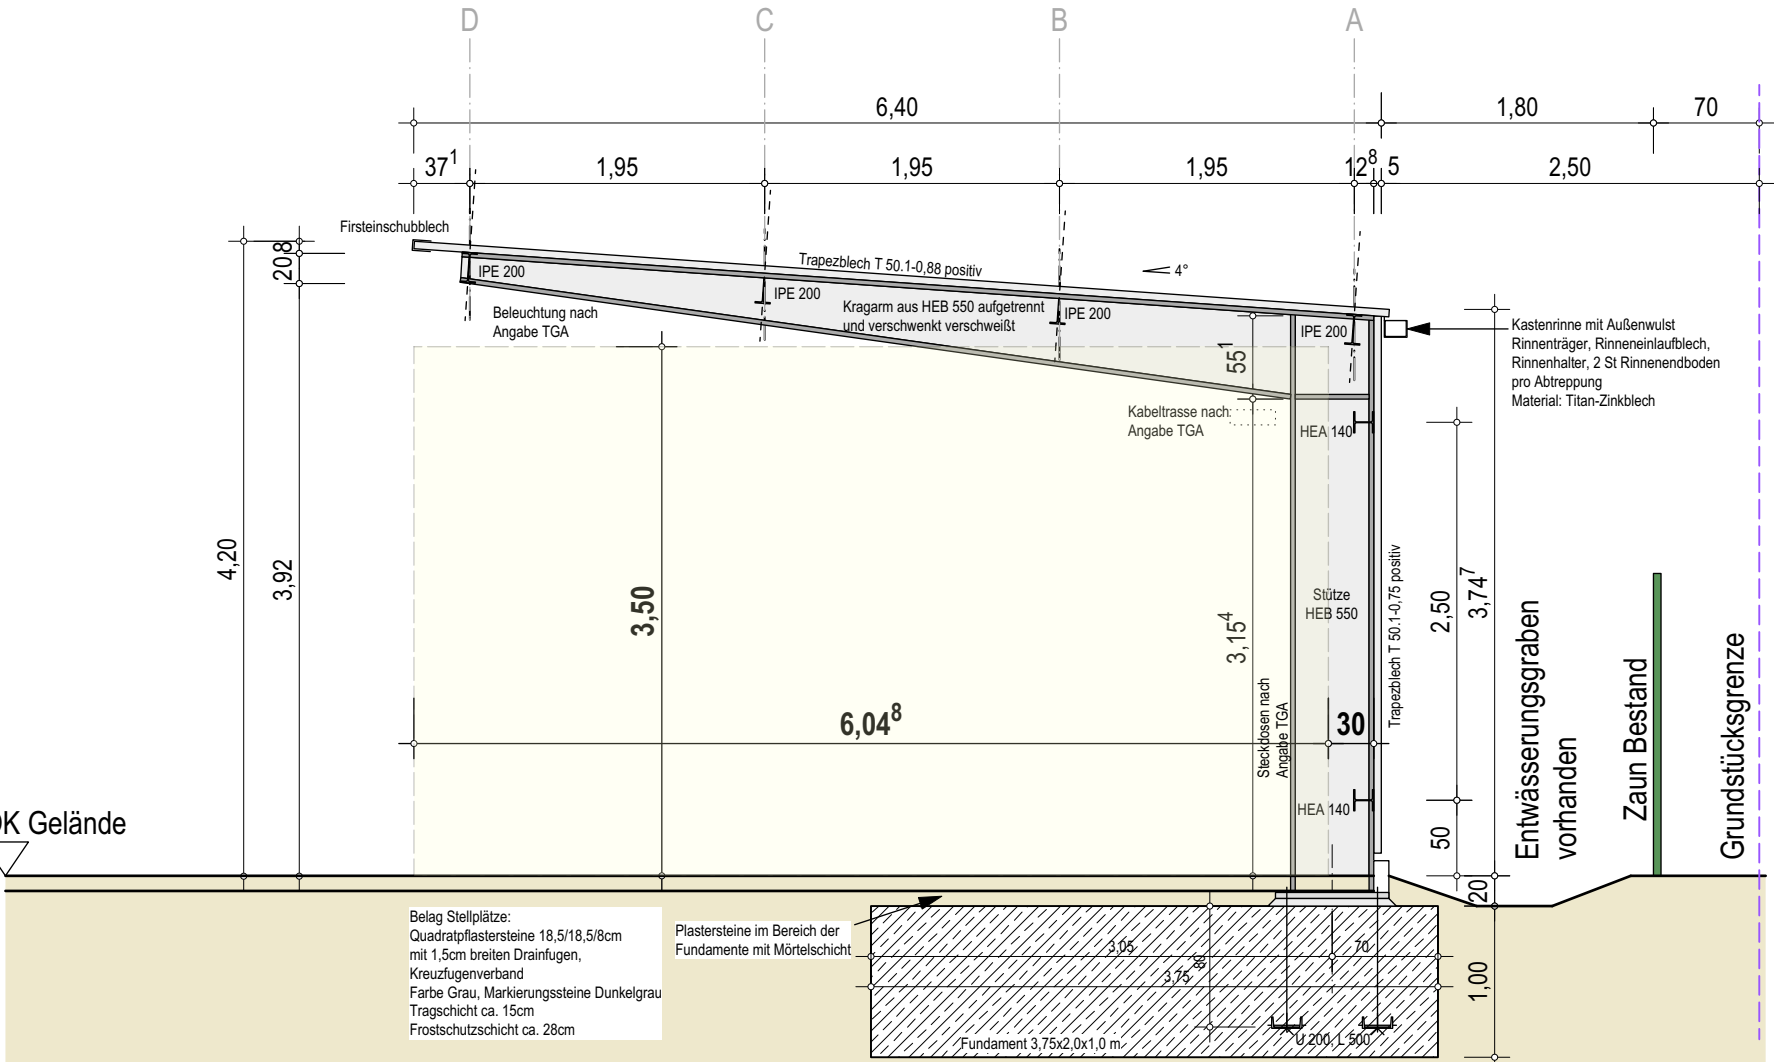 D
C
B
A
6,40
1,80
70
37¹
1,95
1,95
1,95
12⁸
5
2,50
Firsteinschubblech
20⁸
IPE 200
Trapezblech T 50.1-0,88 positiv
4°
IPE 200
Beleuchtung nach
Angabe TGA
Kragarm aus HEB 550 aufgetrennt
und verschwenkt verschweißt
IPE 200
IPE 200
Kastenrinne mit Außenwulst
Rinnenträger, Rinneneinlaufblech,
Rinnenhalter, 2 St Rinnenendboden
pro Abtreppung
Material: Titan-Zinkblech
55¹
Kabeltrasse nach
Angabe TGA
HEA 140
4,20
3,92
3,50
3,15⁴
Stütze
HEB 550
Trapezblech T 50.1-0,75 positiv
2,50
3,74⁷
6,04⁸
30
Steckdosen nach
Angabe TGA
HEA 140
50
Entwässerungsgraben
vorhanden
Zaun Bestand
Grundstücksgrenze
OK Gelände
20
Belag Stellplätze:
Quadratpflastersteine 18,5/18,5/8cm
mit 1,5cm breiten Drainfugen,
Kreuzfugenverband
Farbe Grau, Markierungssteine Dunkelgrau
Tragschicht ca. 15cm
Frostschutzschicht ca. 28cm
Plastersteine im Bereich der
Fundamente mit Mörtelschicht
3,05
70
3,75
80
1,00
Fundament 3,75x2,0x1,0 m
U 200, L 500